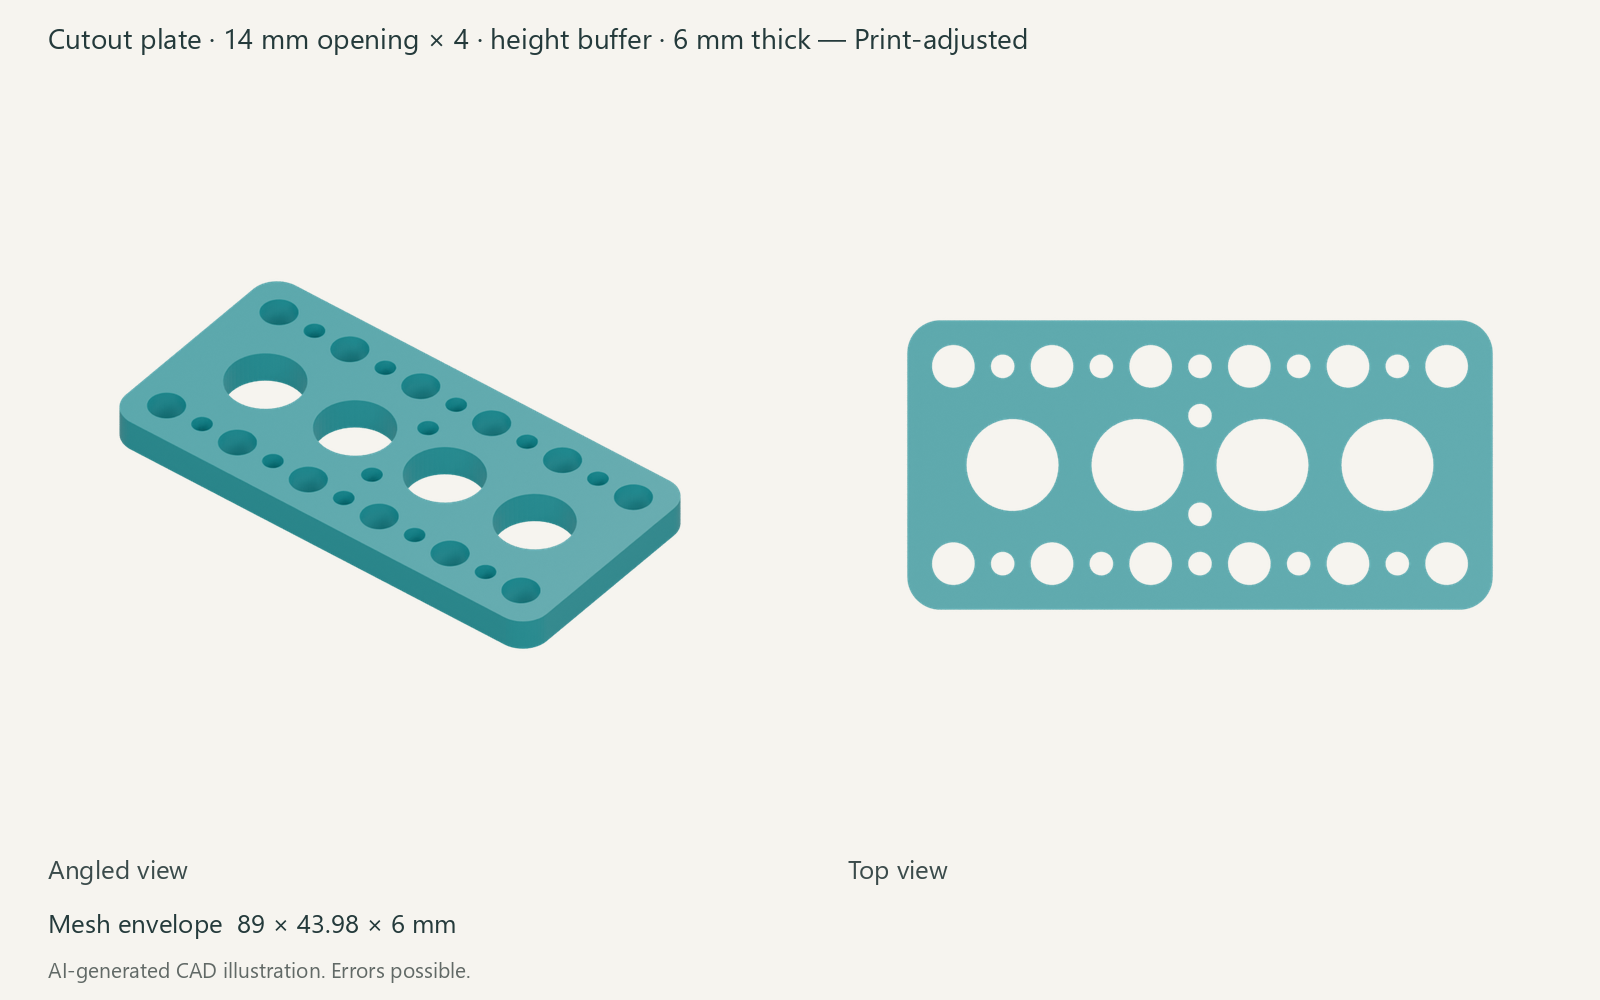 Cutout plate · 14 mm opening × 4 · height buffer · 6 mm thick — Print-adjusted
Angled view
Top view
Mesh envelope 89 × 43.98 × 6 mm
AI-generated CAD illustration. Errors possible.